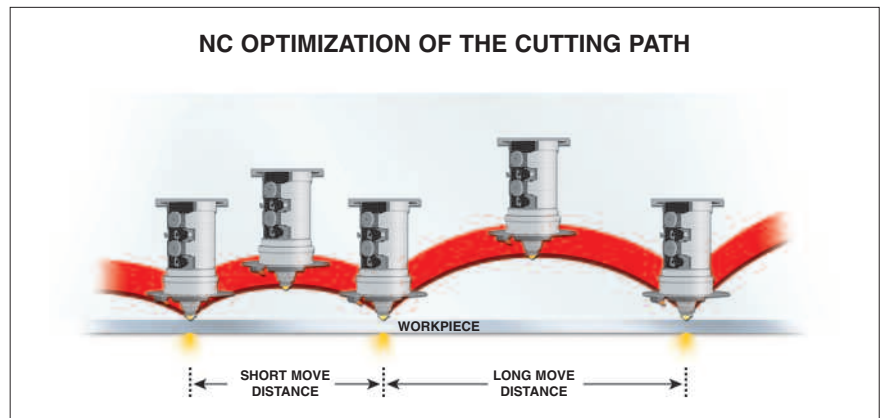 NC OPTIMIZATION OF THE CUTTING PATH
WORKPIECE
SHORT MOVE
DISTANCE
LONG MOVE
DISTANCE